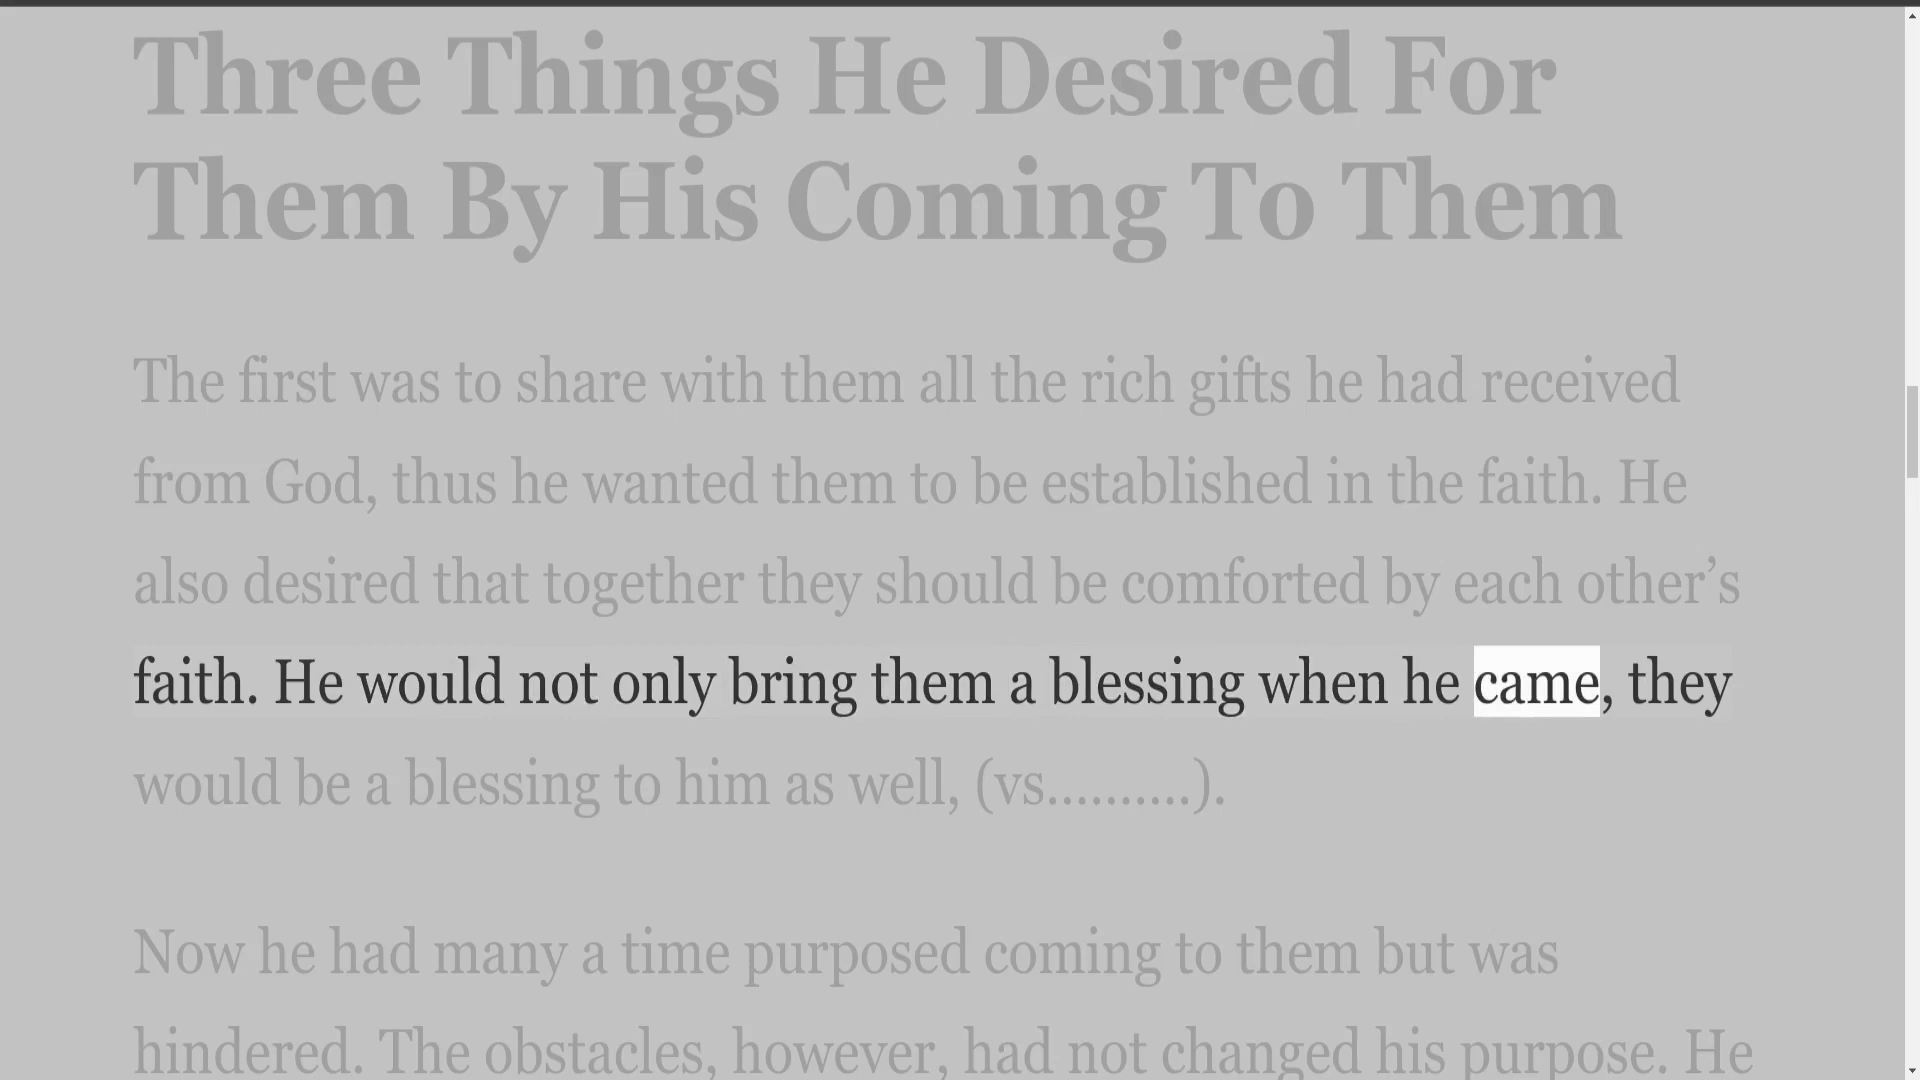 Three Things He Desired For
Them By His Coming To Them
The first was to share with them all the rich gifts he had received
from God, thus he wanted them to be established in the faith. He
also desired that together they should be comforted by each other’s
faith. He would not only bring them a blessing when he came, they
would be a blessing to him as well, (vs..........).
Now he had many a time purposed coming to them but was
hindered. The obstacles, however, had not changed his purpose. He